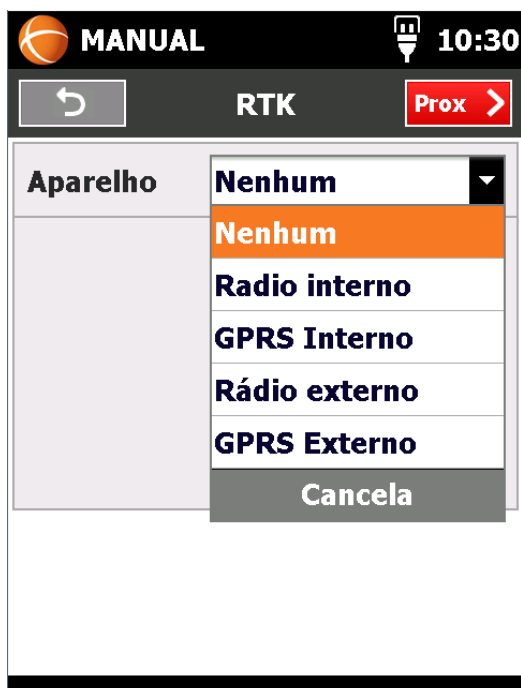 MANUAL 10:30
RTK Prox
Aparelho Nenhum
Nenhum
Radio interno
GPRS Interno
Rádio externo
GPRS Externo
Cancela